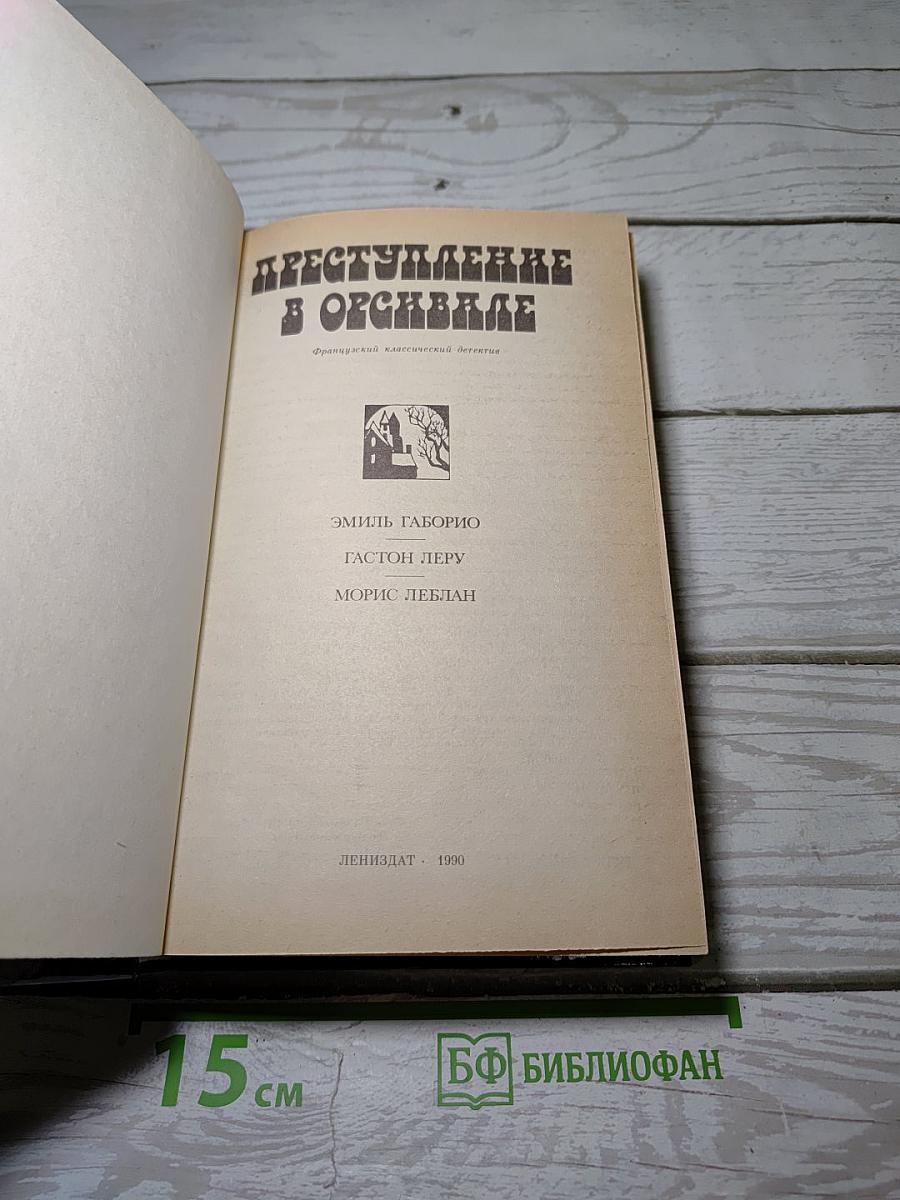 ПРЕСТУПЛЕНИЕ
В ОРСИВАЛЕ
Французский классический детектив
ЭМИЛЬ ГАБОРИО
ГАСТОН ЛЕРУ
МОРИС ЛЕБЛАН
ЛЕНИЗДАТ · 1990
15 см
БФ БИБЛИОФАН